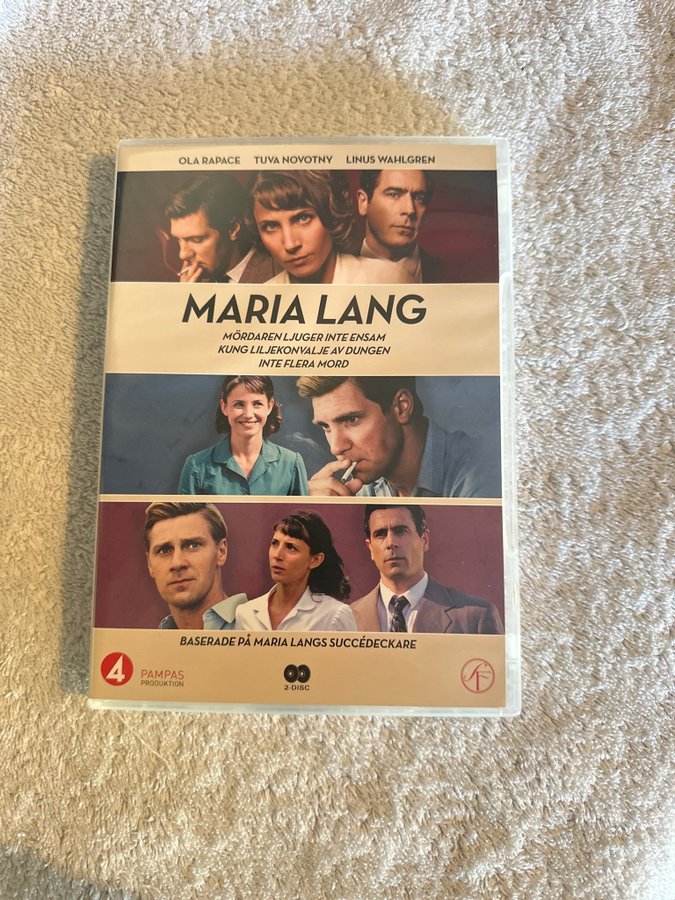 OLA RAPACE TUVA NOVOTNY LINUS WAHLGREN
MARIA LANG
MÖRDAREN LJUGER INTE ENSAM
KUNG LILJEKONVALJE AV DUNGEN
INTE FLERA MORD
BASERADE PÅ MARIA LANGS SUCCÉDECKARE
4
PAMPAS
PRODUKTION
2-DISC
SF